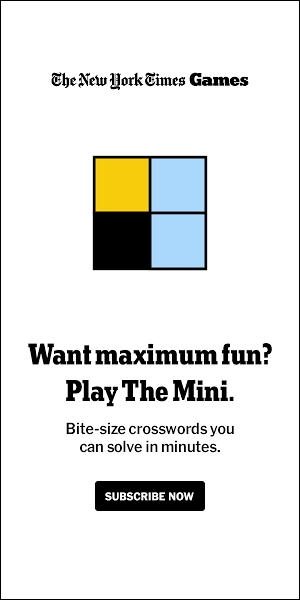 The New York Times Games
Want maximum fun?
Play The Mini.
Bite-size crosswords you
can solve in minutes.
SUBSCRIBE NOW